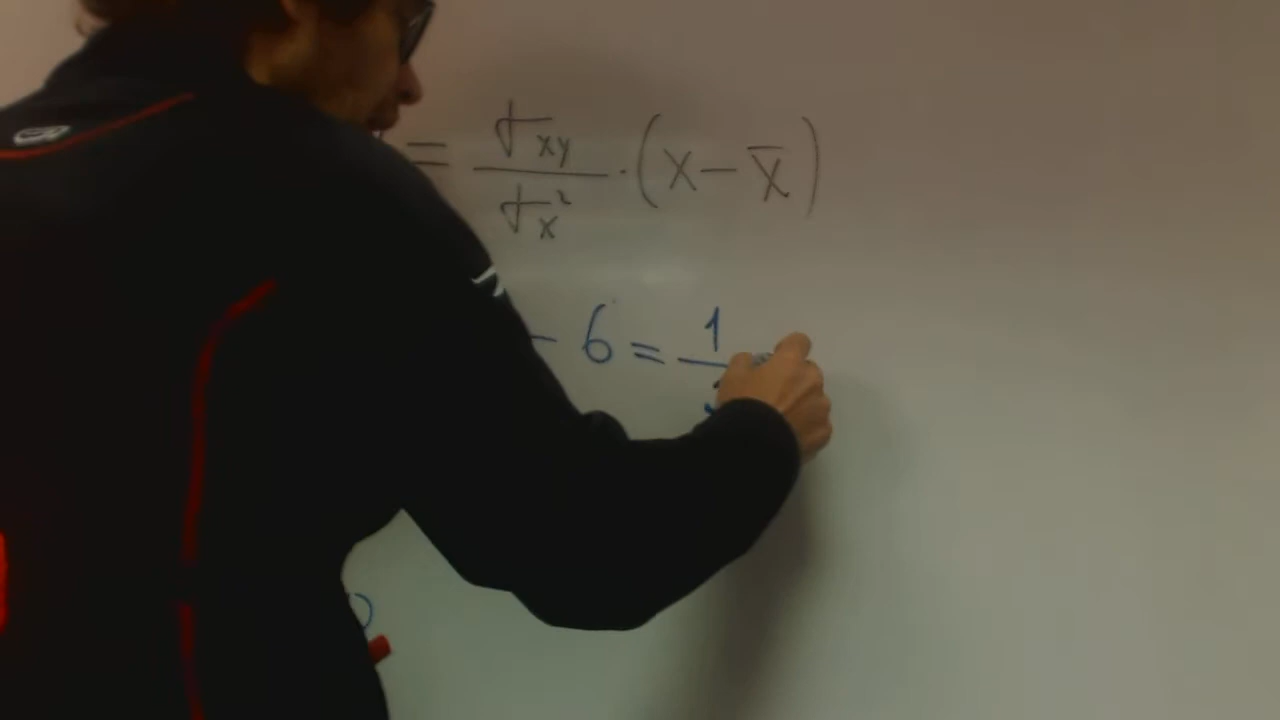 = σxy / σx² · (x − x̄)
− 6 = 1